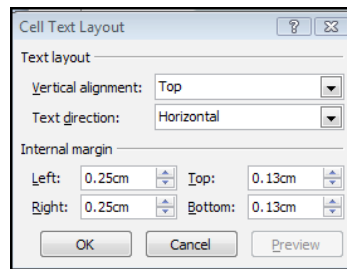 Cell Text Layout
Text layout
Vertical alignment: Top
Text direction: Horizontal
Internal margin
Left: 0.25cm Top: 0.13cm
Right: 0.25cm Bottom: 0.13cm
OK Cancel Preview